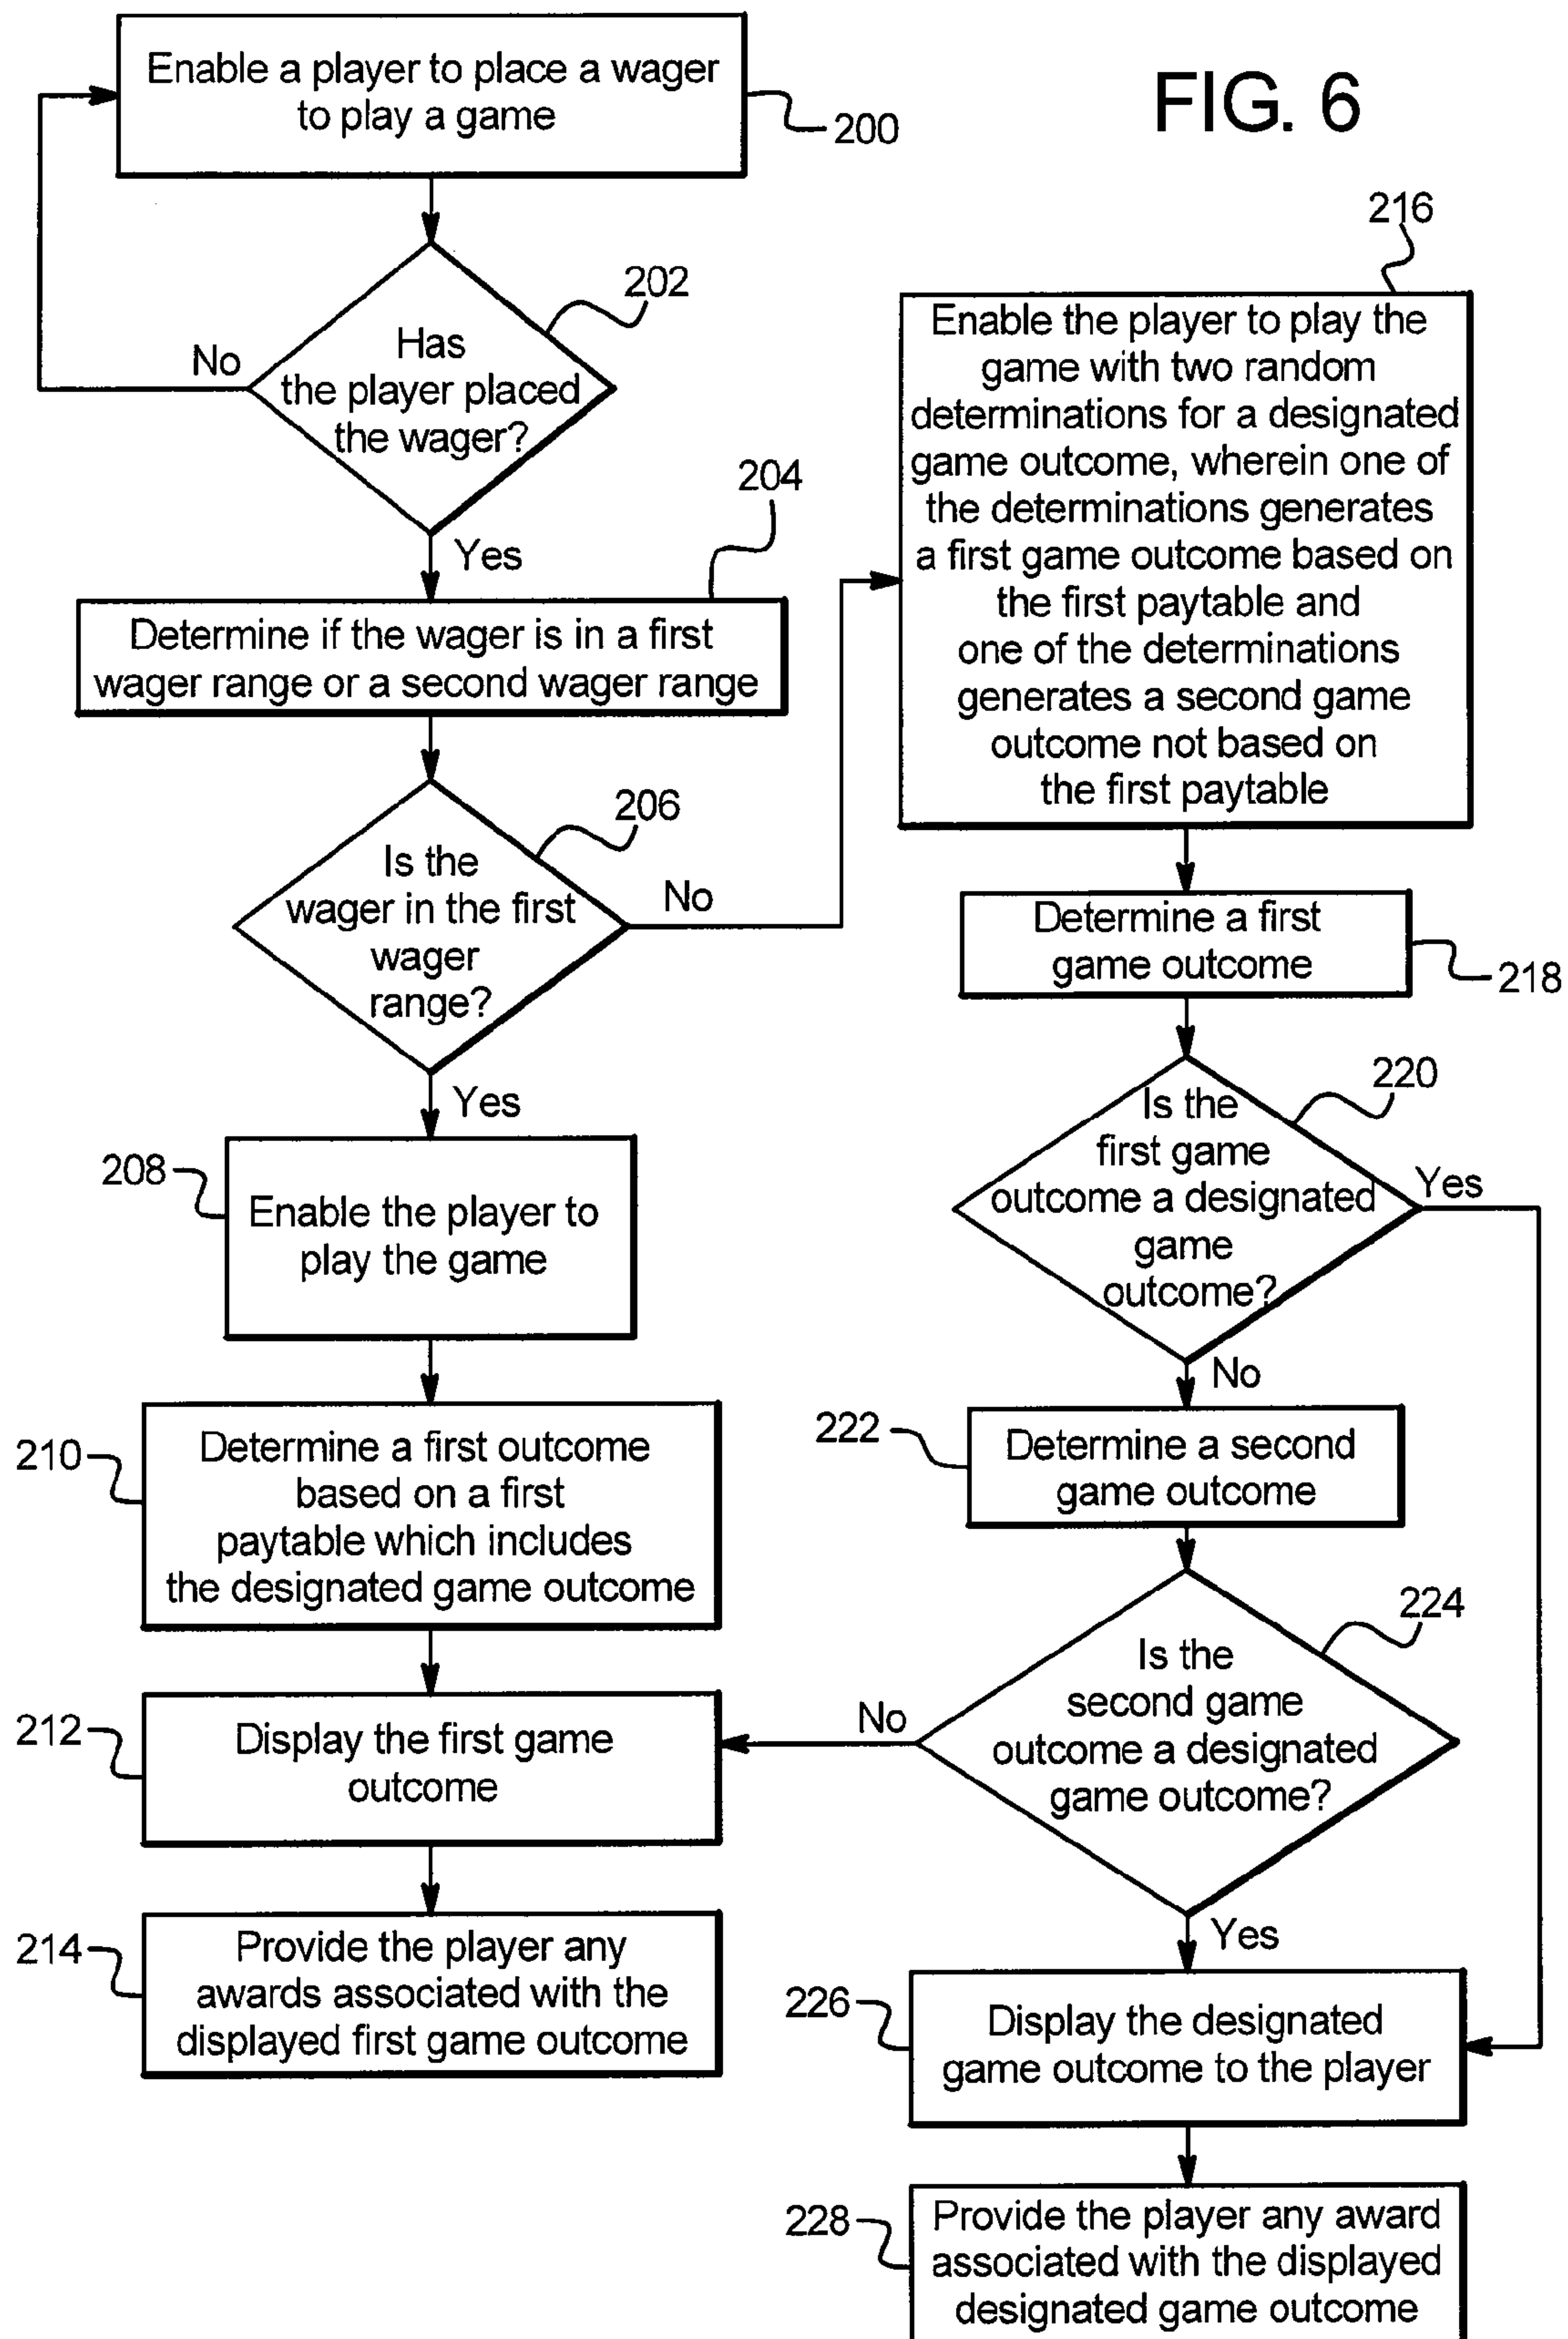 FIG. 6
Enable a player to place a wager
to play a game
200
202
Has
the player placed
the wager?
No
Yes
204
Determine if the wager is in a first
wager range or a second wager range
206
Is the
wager in the first
wager
range?
No
Yes
208
Enable the player to
play the game
210
Determine a first outcome
based on a first
paytable which includes
the designated game outcome
212
Display the first game
outcome
214
Provide the player any
awards associated with the
displayed first game outcome
216
Enable the player to play the
game with two random
determinations for a designated
game outcome, wherein one of
the determinations generates
a first game outcome based on
the first paytable and
one of the determinations
generates a second game
outcome not based on
the first paytable
Determine a first
game outcome
218
220
Is the
first game
outcome a designated
game
outcome?
Yes
No
222
Determine a second
game outcome
224
Is the
second game
outcome a designated
game outcome?
No
Yes
226
Display the designated
game outcome to the player
228
Provide the player any award
associated with the displayed
designated game outcome